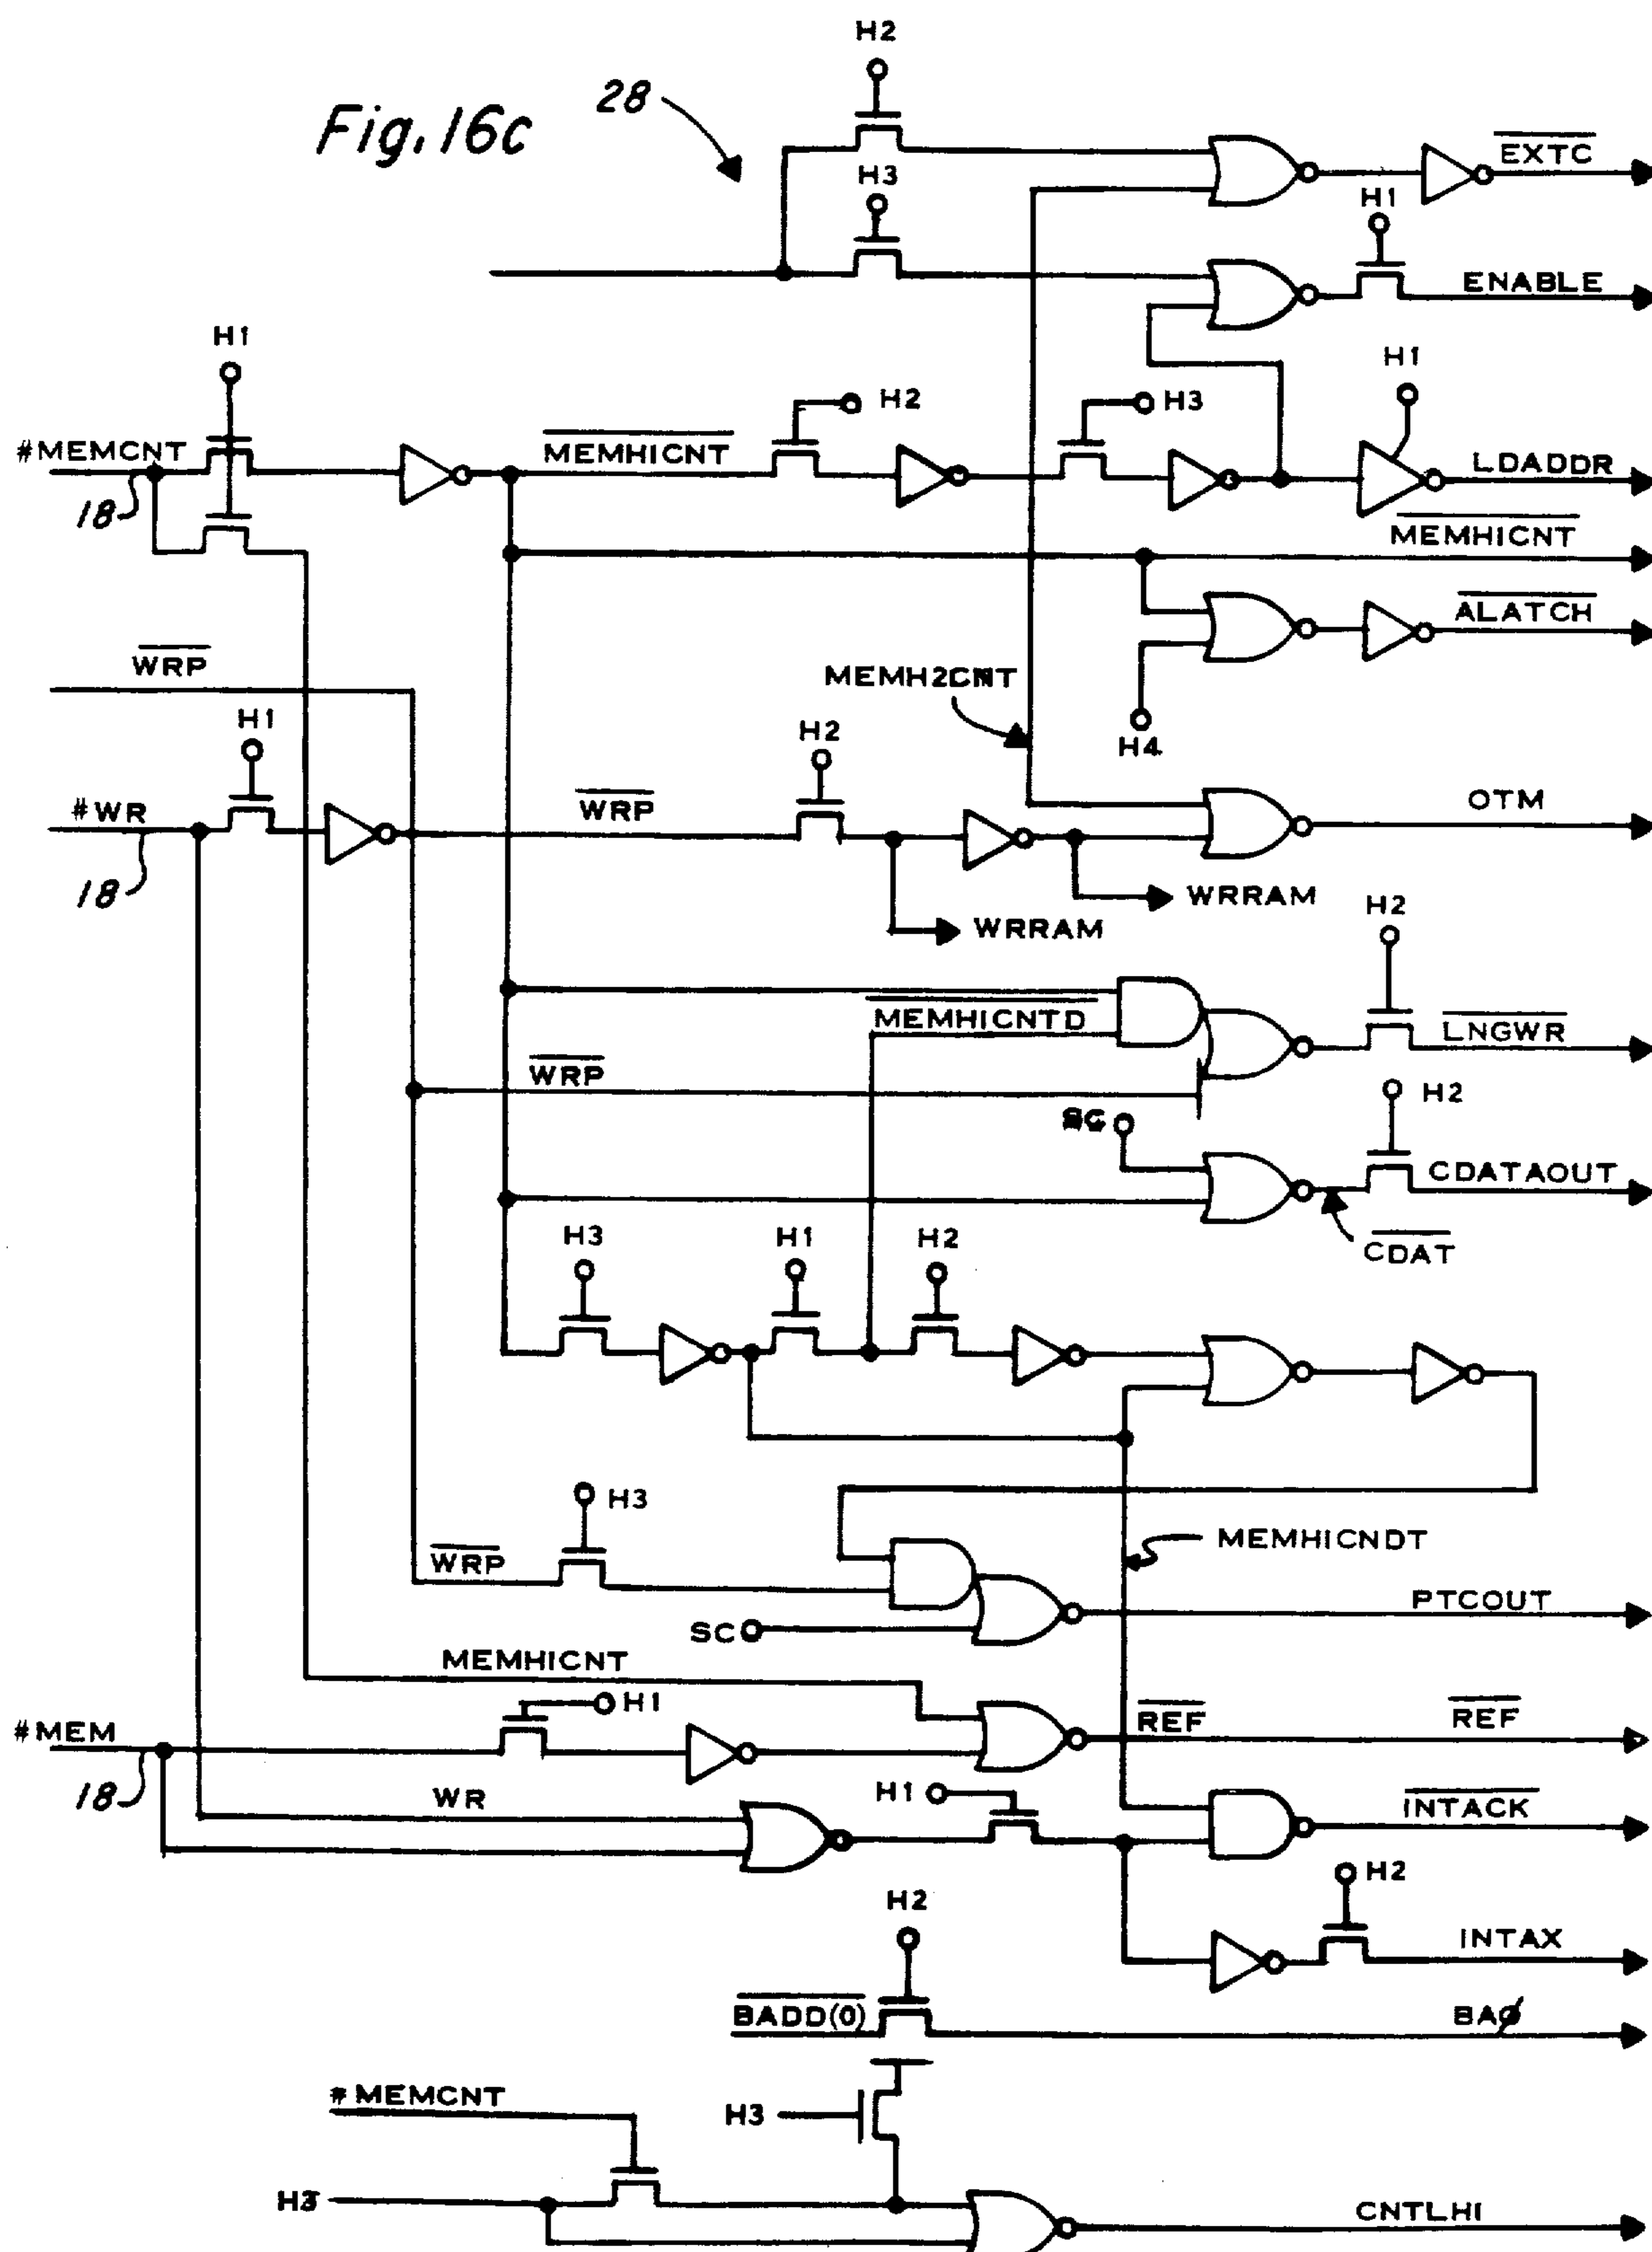 H2
Fig. 16c
28
EXTC
H3
H1
ENABLE
H1
H1
H2
H3
#MEMCNT
MEMHICNT
LDADDR
18
MEMHICNT
ALATCH
WRP
MEMH2CNT
H1
H2
H4
#WR
WRP
OTM
18
WRRAM
H2
WRRAM
MEMHICNTD
LNGWR
WRP
SC
H2
CDATAOUT
H3
H1
H2
CDAT
H3
MEMHICNDT
WRP
PTCOUT
SC
MEMHICNT
H1
#MEM
REF
REF
18
WR
H1
INTACK
H2
H2
INTAX
BADD(0)
BAØ
#MEMCNT
H3
H3
CNTLHI